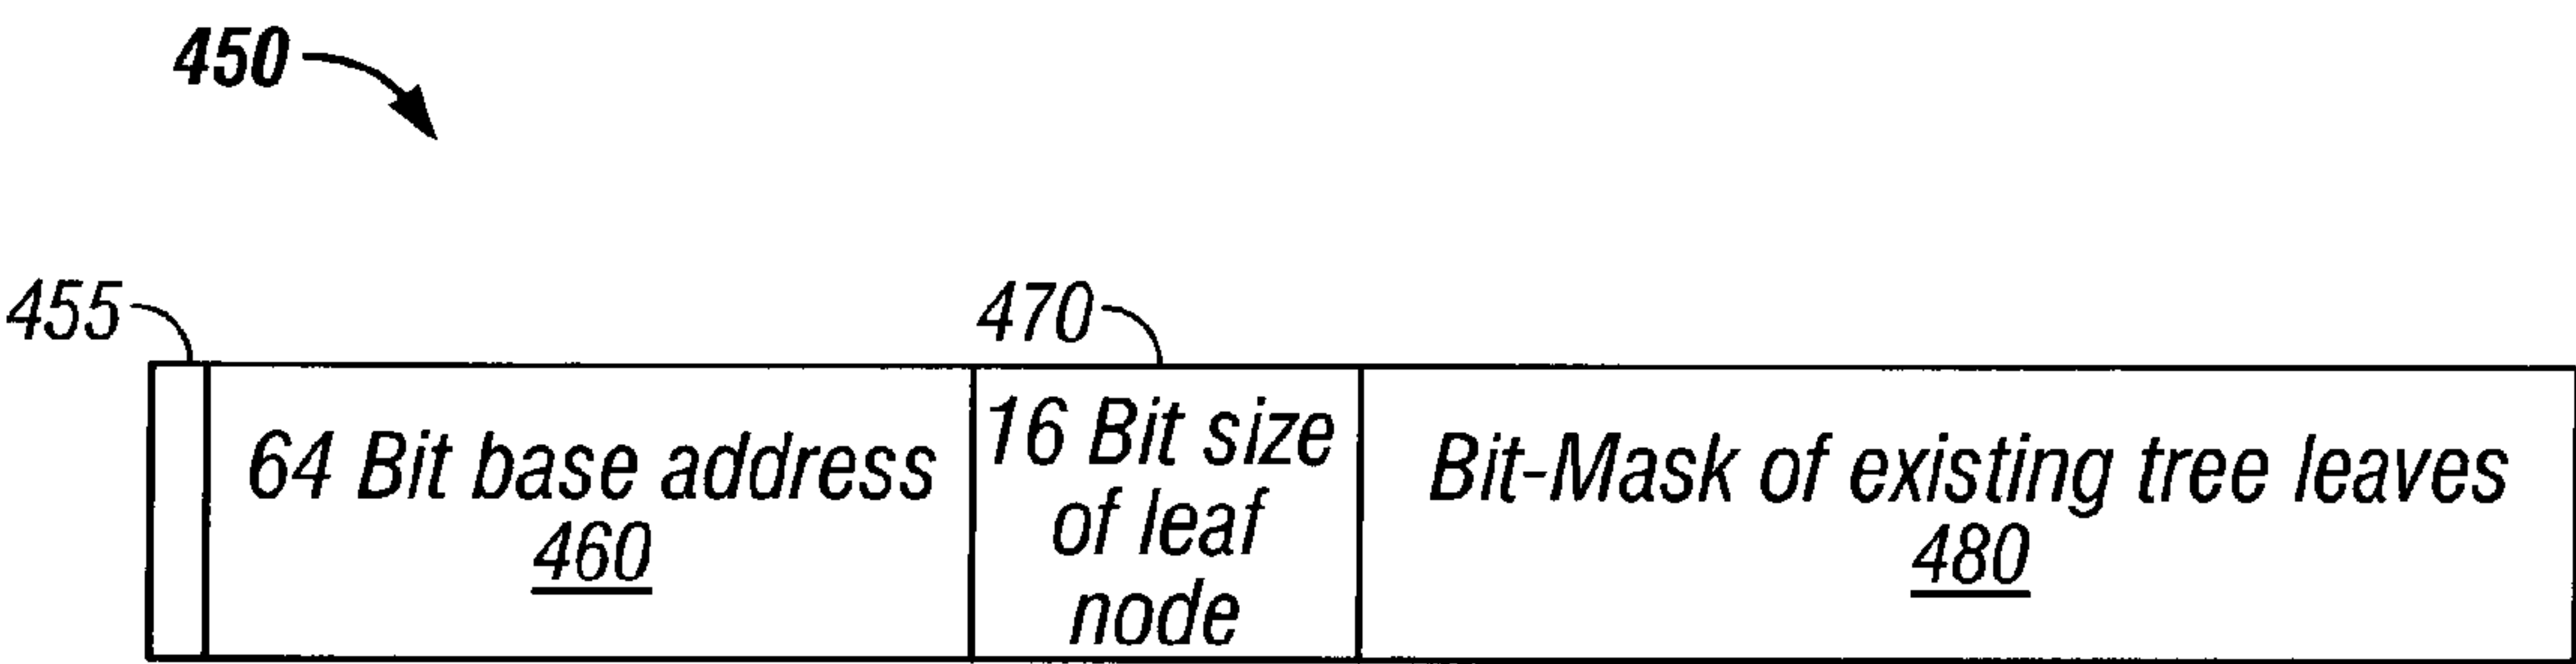 450
455
470
64 Bit base address
460
16 Bit size
of leaf
node
Bit-Mask of existing tree leaves
480